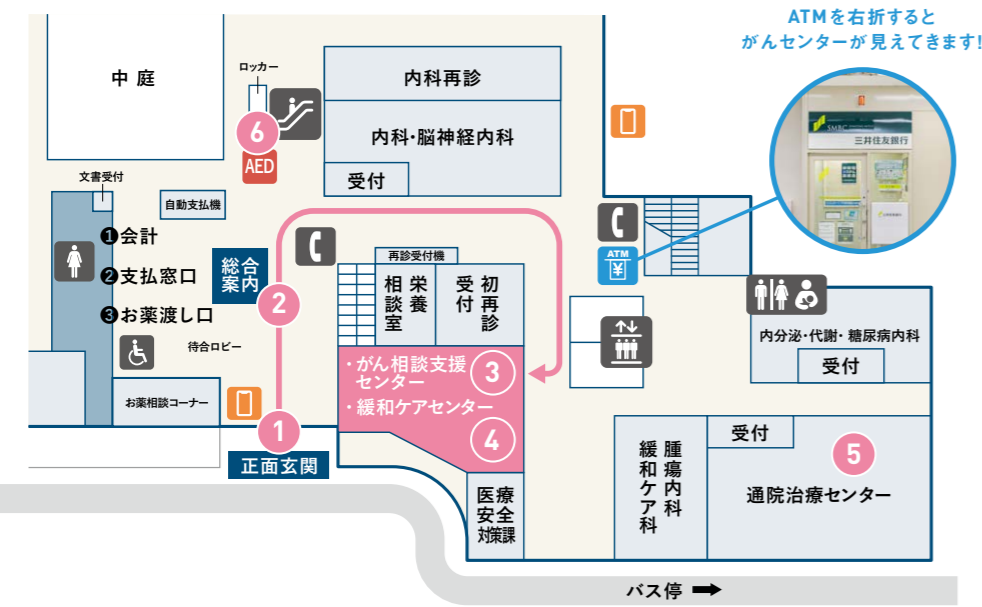 ATMを右折すると
がんセンターが見えてきます!
SMBC
三井住友銀行
中庭
ロッカー
6
AED
内科再診
内科・脳神経内科
受付
文書受付
自動支払機
❶会計
❷支払窓口
❸お薬渡し口
総合
案内
2
待合ロビー
お薬相談コーナー
1
正面玄関
再診受付機
栄養
相談室
初再診
受付
・がん相談支援
センター
3
・緩和ケアセンター
4
医療
安全
対策課
ATM
¥
内分泌・代謝・糖尿病内科
受付
腫瘍内科
緩和ケア科
受付
5
通院治療センター
バス停 ➡